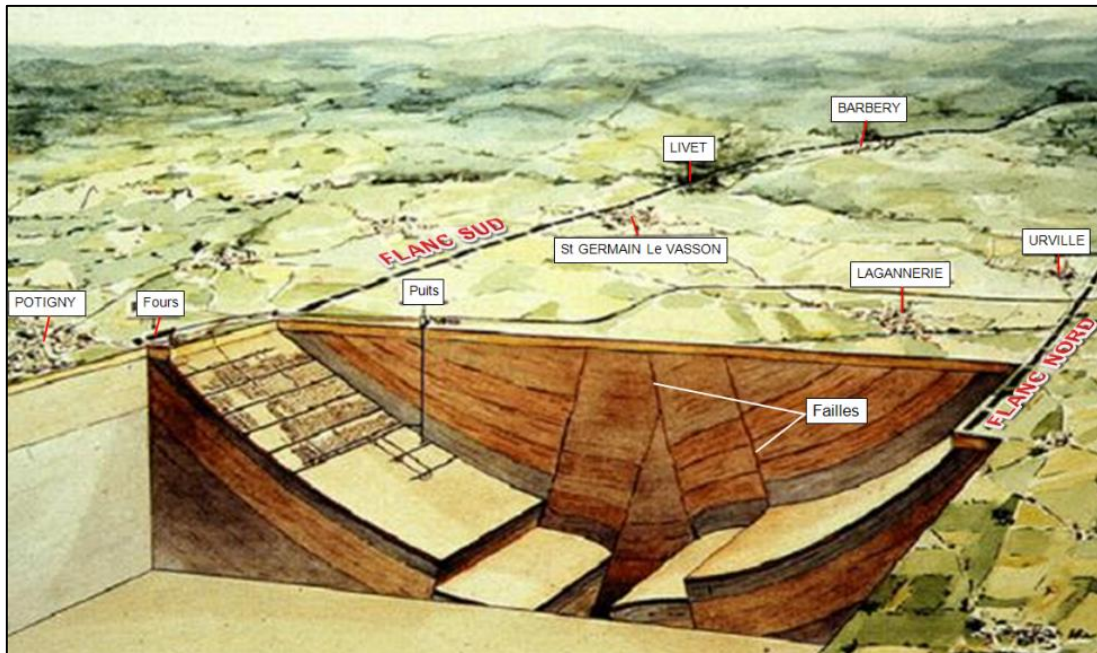 BARBERY
LIVET
FLANC SUD
St GERMAIN Le VASSON
URVILLE
LAGANNERIE
Puits
POTIGNY
Fours
FLANC NORD
Failles